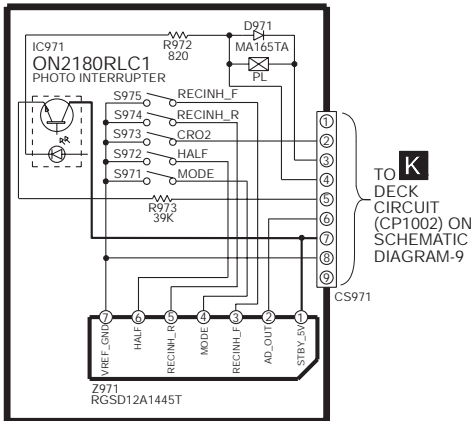 D971
MA165TA
R972
820
PL
IC971
ON2180RLC1
PHOTO INTERRUPTER
S975 RECINH_F
S974 RECINH_R
S973 CRO2
S972 HALF
S971 MODE
R973
39K
1
2
3
4
5
6
7
8
9
CS971
TO K
DECK
CIRCUIT
(CP1002) ON
SCHEMATIC
DIAGRAM-9
7 6 5 4 3 2 1
VREF_GND
HALF
RECINH_R
MODE
RECINH_F
AD_OUT
STBY_5V
Z971
RGSD12A1445T